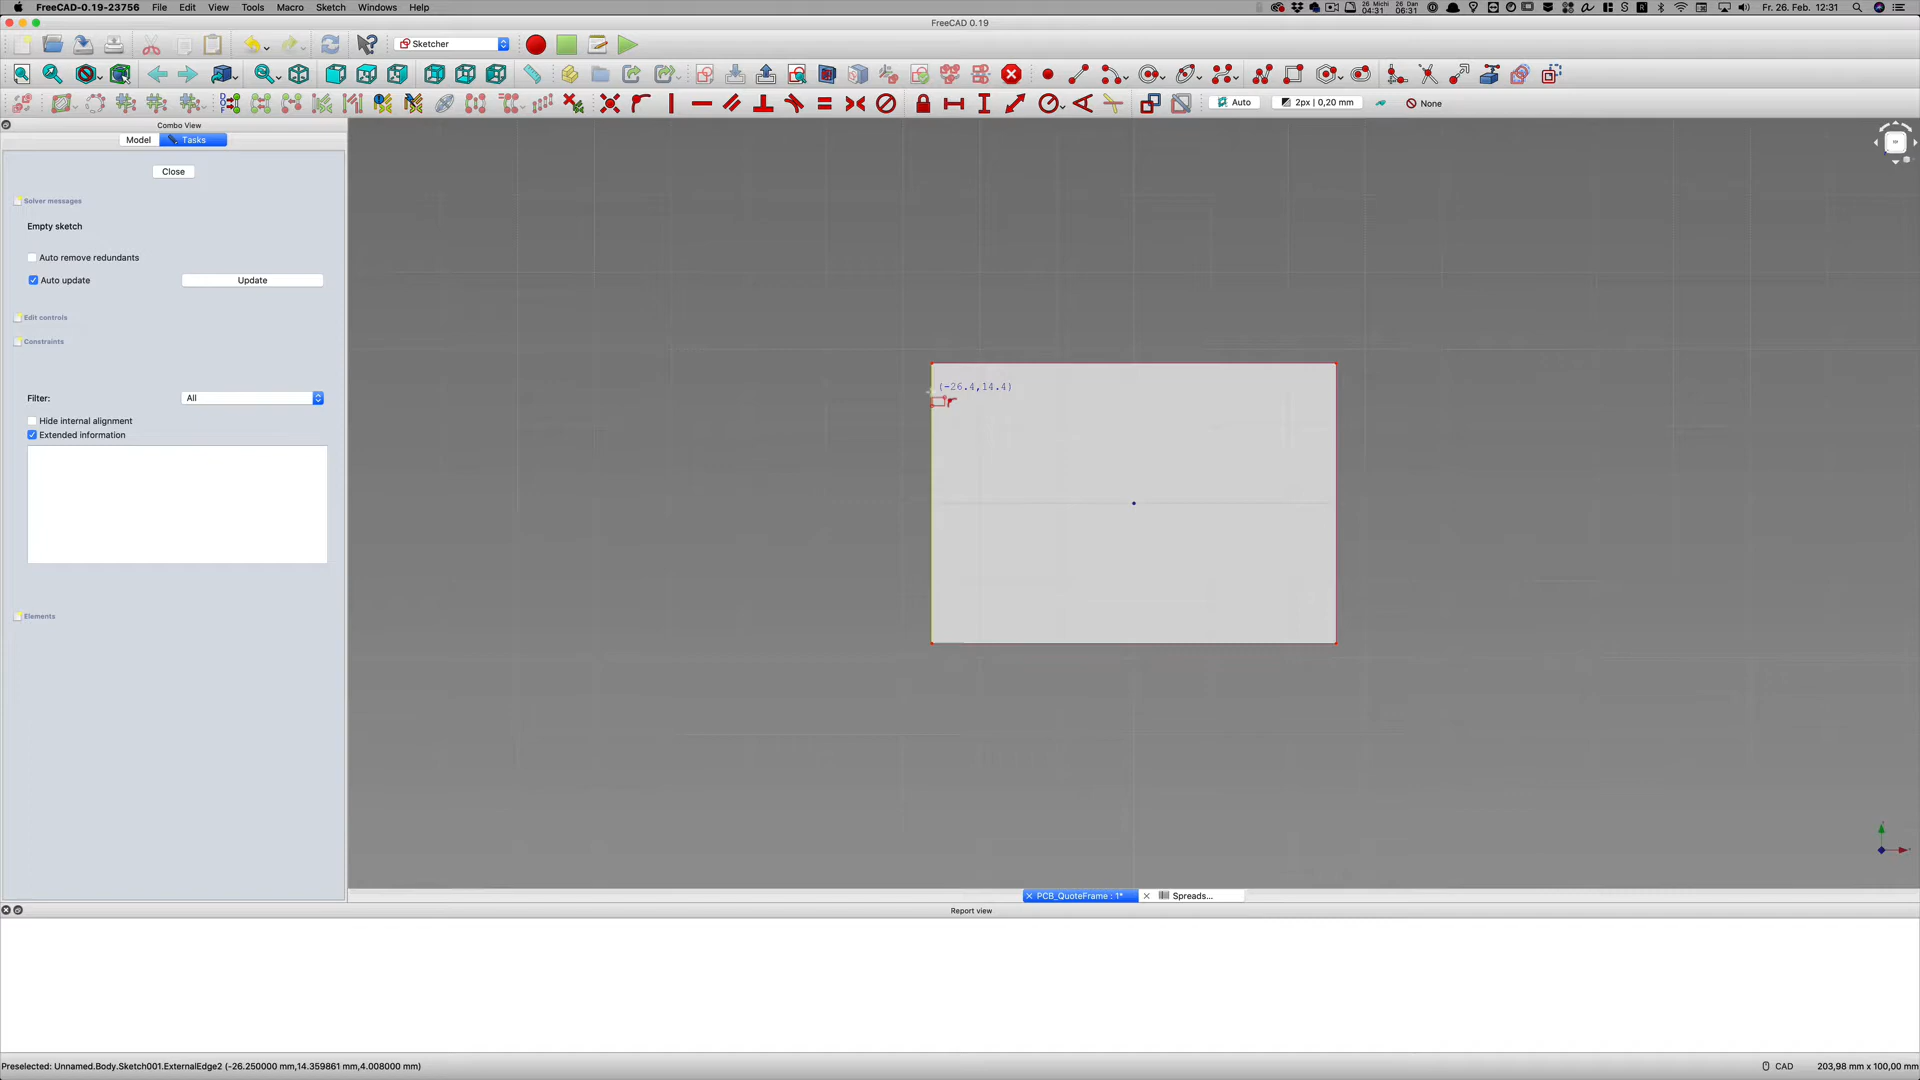 FreeCAD-0.19-23756 File Edit View Tools Macro Sketch Windows Help
26 Michi 04:31 26 Dan 06:31 Fr. 26. Feb. 12:31
FreeCAD 0.19
Sketcher
Auto 2px | 0,20 mm None
Combo View
Model Tasks
Close
Solver messages
Empty sketch
Auto remove redundants
Auto update Update
Edit controls
Constraints
Filter: All
Hide internal alignment
Extended information
Elements
(-26.4,14.4)
PCB_QuoteFrame : 1* Spreads...
Report view
Preselected: Unnamed.Body.Sketch001.ExternalEdge2 (-26.250000 mm,14.359861 mm,4.008000 mm)
CAD 203,98 mm x 100,00 mm